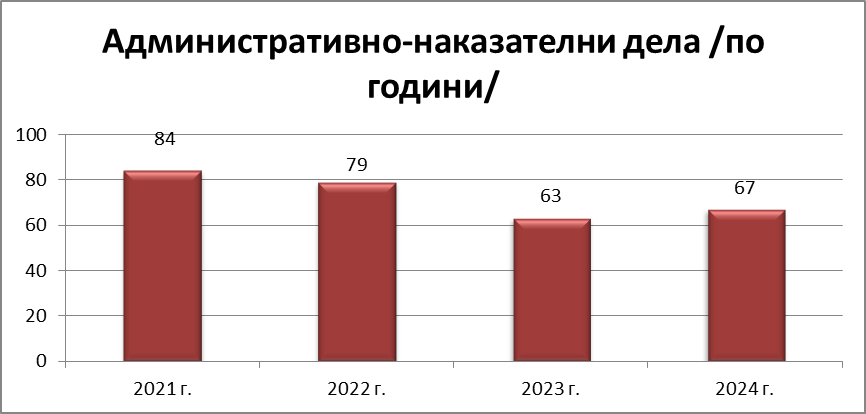 Административно-наказателни дела /по
години/
100
80
60
40
20
0
84
79
63
67
2021 г.
2022 г.
2023 г.
2024 г.